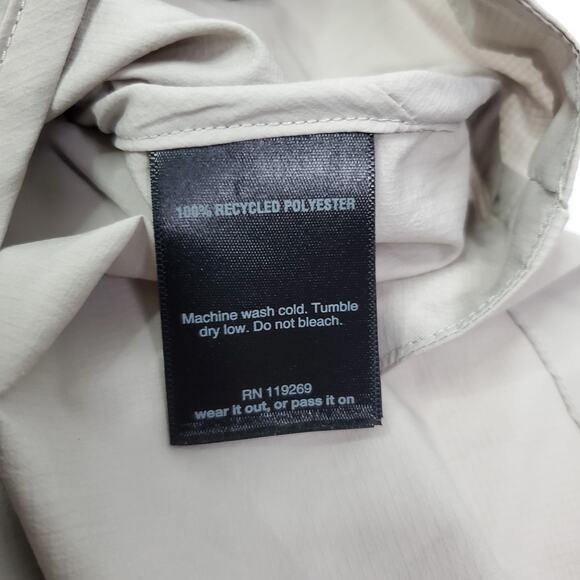 100% RECYCLED POLYESTER
Machine wash cold. Tumble
dry low. Do not bleach.
RN 119269
wear it out, or pass it on